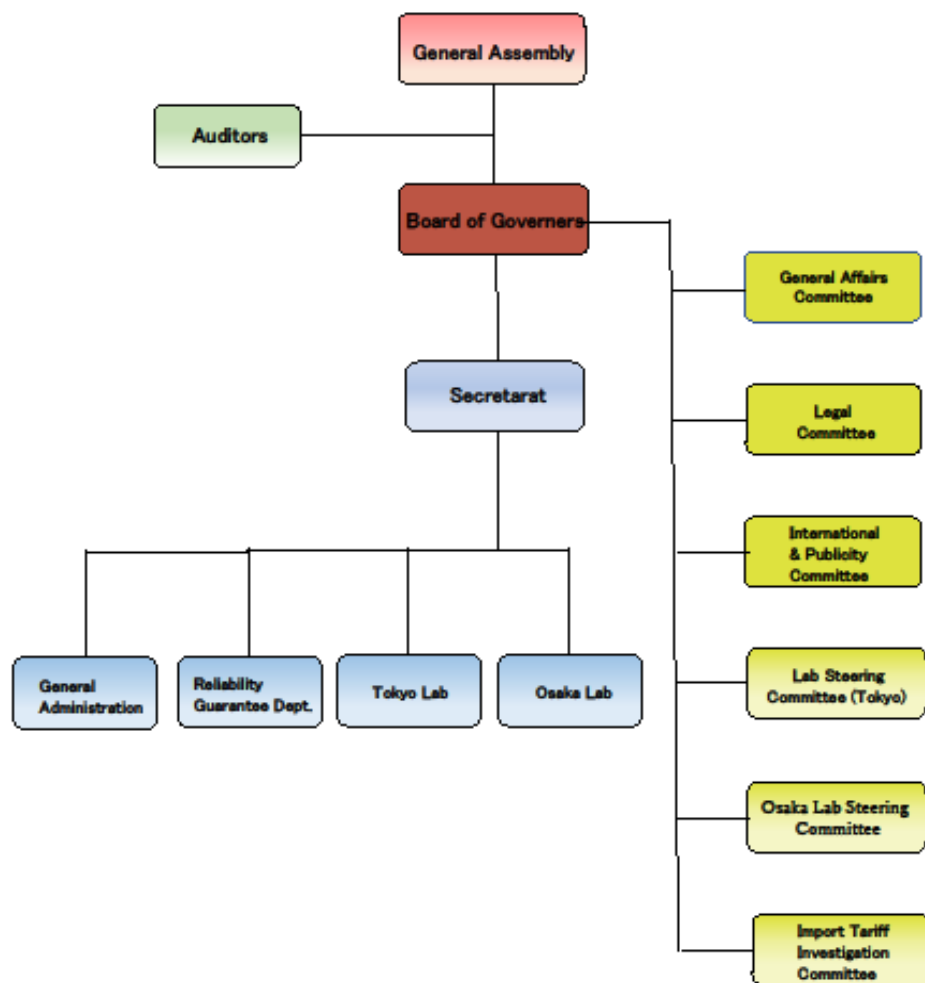 General Assembly
Auditors
Board of Governers
General Affairs
Committee
Secretarat
Legal
Committee
International
& Publicity
Committee
General
Administration
Reliability
Guarantee Dept.
Tokyo Lab
Osaka Lab
Lab Steering
Committee (Tokyo)
Osaka Lab Steering
Committee
Import Tariff
Investigation
Committee